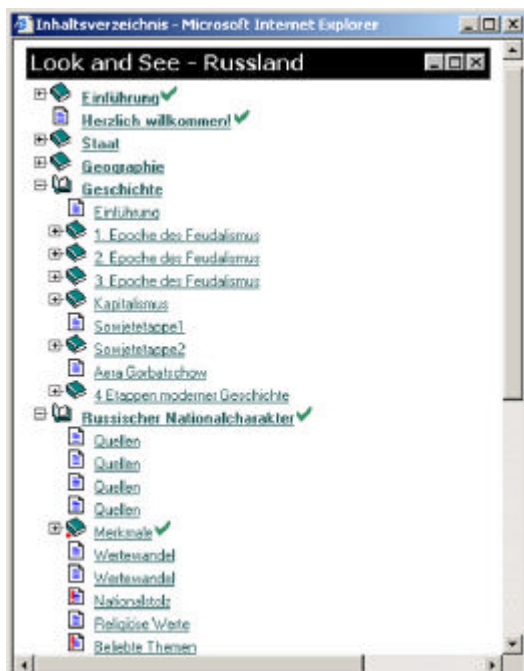 Inhaltsverzeichnis - Microsoft Internet Explorer
Look and See - Russland
Einführung
Herzlich willkommen!
Staat
Geographie
Geschichte
Einführung
1. Epoche des Feudalismus
2. Epoche des Feudalismus
3. Epoche des Feudalismus
Kapitalismus
Sowjetetappe1
Sowjetetappe2
Aera Gorbatschow
4 Etappen moderner Geschichte
Russischer Nationalcharakter
Quellen
Quellen
Quellen
Quellen
Merkmale
Wertewandel
Wertewandel
Nationalstolz
Religiöse Werte
Beliebte Themen